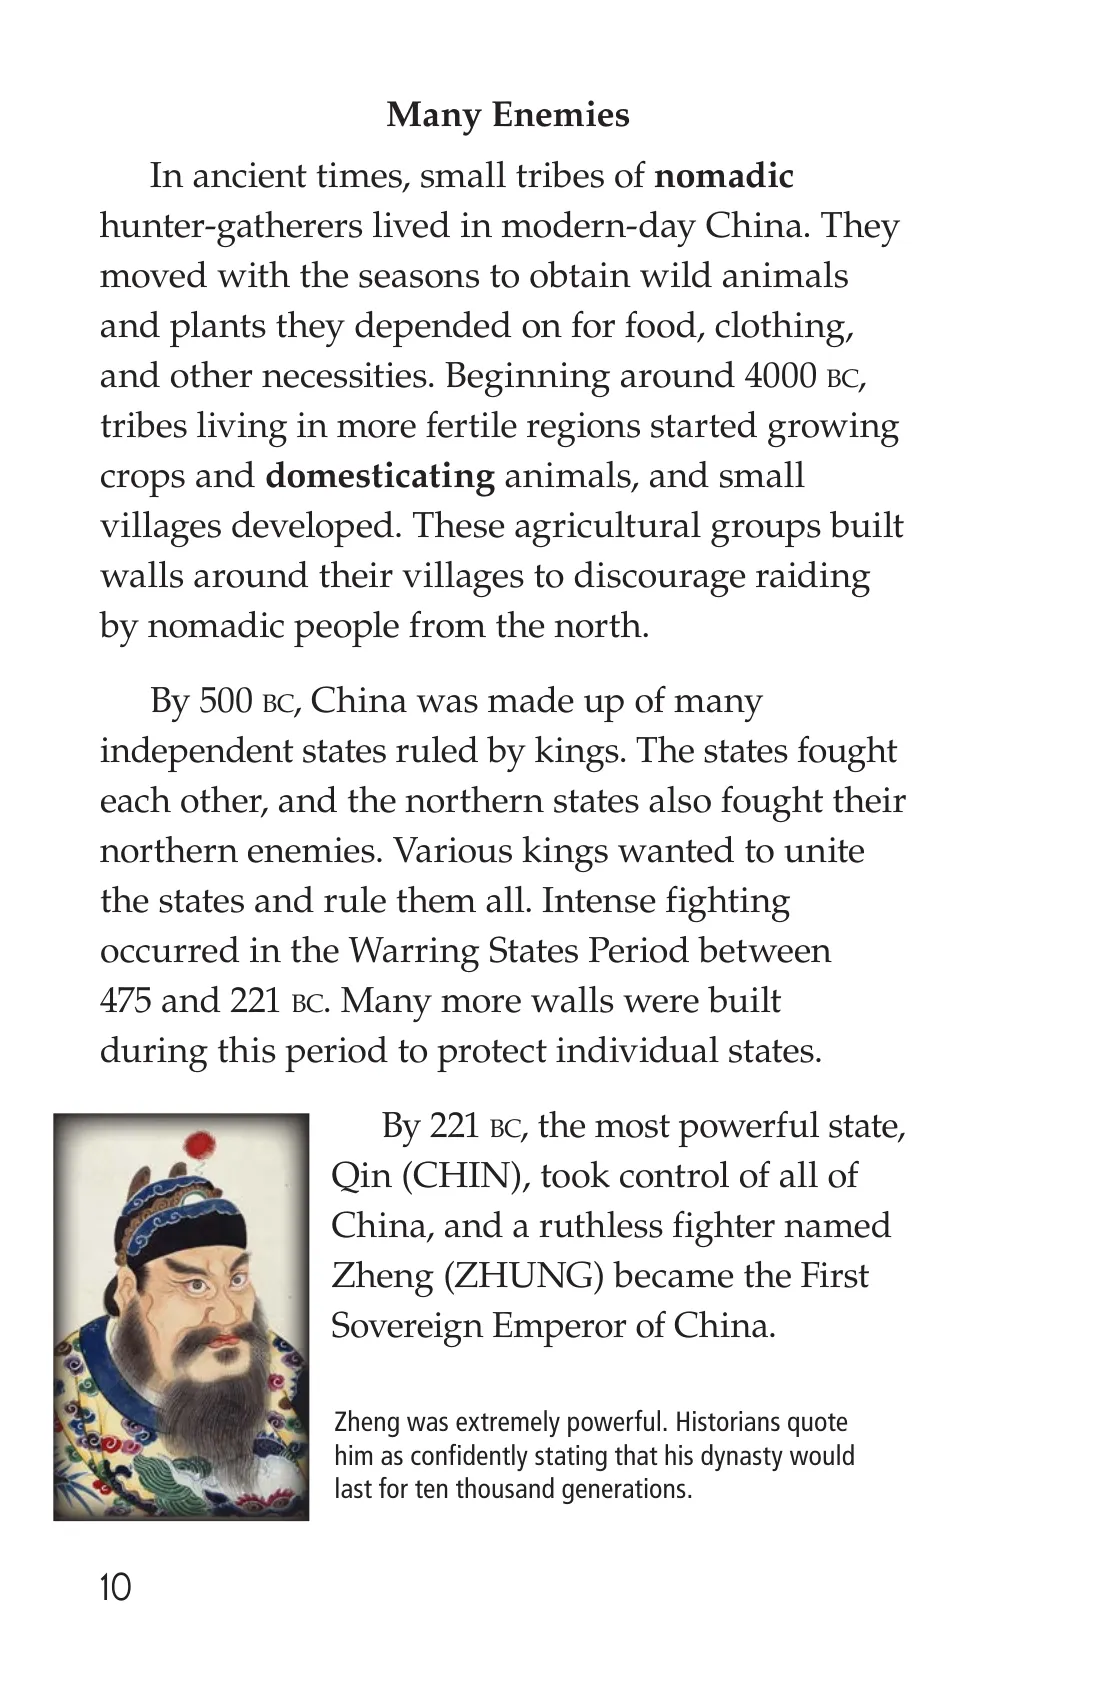 Many Enemies
In ancient times, small tribes of nomadic
hunter-gatherers lived in modern-day China. They
moved with the seasons to obtain wild animals
and plants they depended on for food, clothing,
and other necessities. Beginning around 4000 BC,
tribes living in more fertile regions started growing
crops and domesticating animals, and small
villages developed. These agricultural groups built
walls around their villages to discourage raiding
by nomadic people from the north.
By 500 BC, China was made up of many
independent states ruled by kings. The states fought
each other, and the northern states also fought their
northern enemies. Various kings wanted to unite
the states and rule them all. Intense fighting
occurred in the Warring States Period between
475 and 221 BC. Many more walls were built
during this period to protect individual states.
By 221 BC, the most powerful state,
Qin (CHIN), took control of all of
China, and a ruthless fighter named
Zheng (ZHUNG) became the First
Sovereign Emperor of China.
Zheng was extremely powerful. Historians quote
him as confidently stating that his dynasty would
last for ten thousand generations.
10